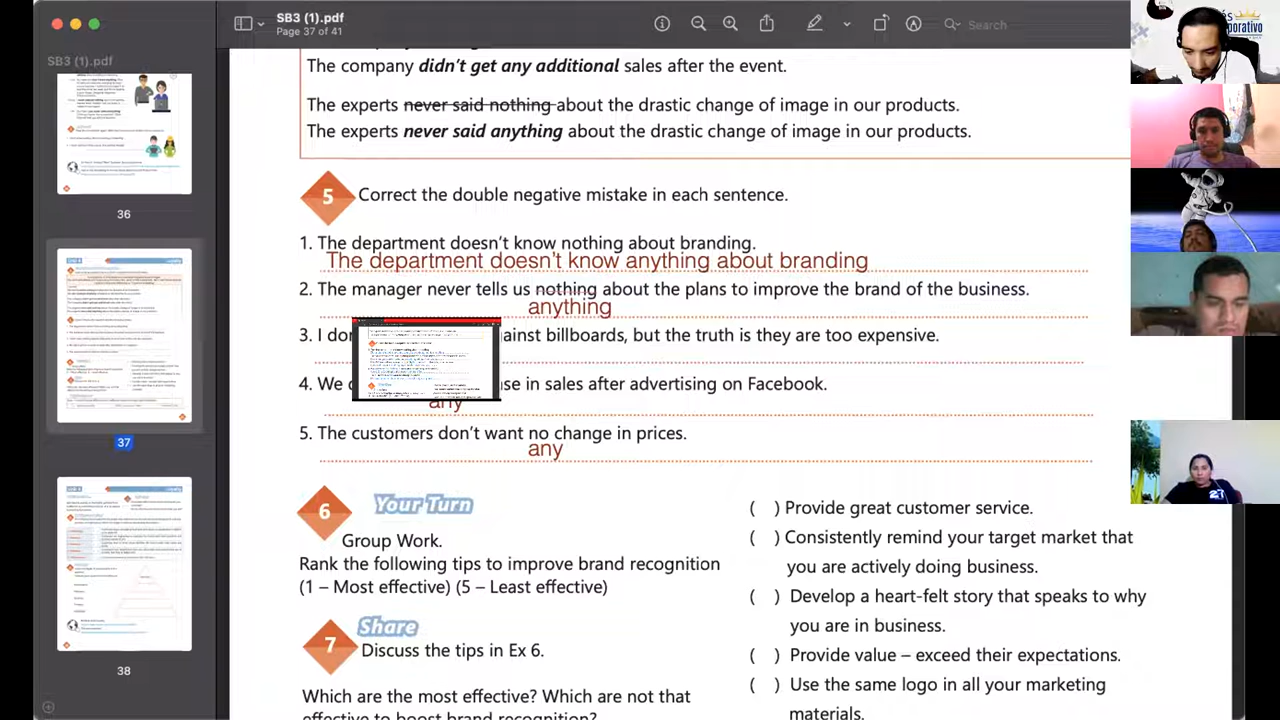 SB3 (1).pdf
Page 37 of 41
Search
SB3 (1).pdf
The company didn't get any additional sales after the event.
The experts never said nothing about the drastic change of image in our products.
The experts never said anything about the drastic change of image in our products.
5 Correct the double negative mistake in each sentence.
1. The department doesn't know nothing about branding.
The department doesn't know anything about branding
2. The manager never says nothing about the plans to increase brand of the business.
anything
3. I billboards, but the truth is they are too expensive.
4. We in sales after advertising on Facebook.
any
5. The customers don't want no change in prices.
any
6 Your Turn
Group Work.
Rank the following tips to improve brand recognition
(1 – Most effective) (5 – Least effective)
7 Share
Discuss the tips in Ex 6.
Which are the most effective? Which are not that
effective to boost brand recognition?
( ) Provide great customer service.
( ) Constantly remind your target market that
you are actively doing business.
( ) Develop a heart-felt story that speaks to why
you are in business.
( ) Provide value – exceed their expectations.
( ) Use the same logo in all your marketing
materials.
36
37
38